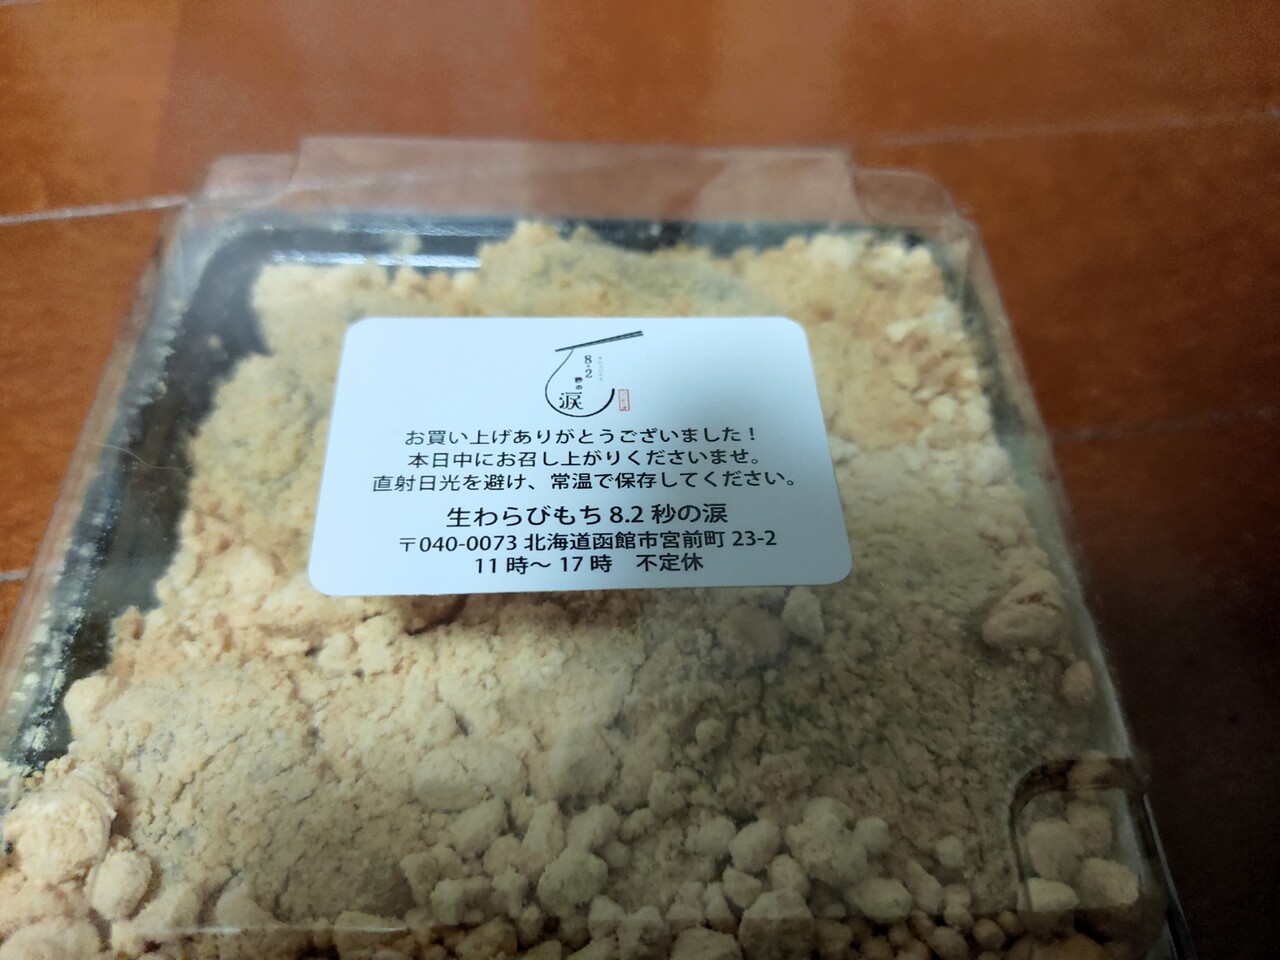 8.2
秒の
涙
お買い上げありがとうございました!
本日中にお召し上がりくださいませ。
直射日光を避け、常温で保存してください。
生わらびもち 8.2 秒の涙
〒040-0073 北海道函館市宮前町 23-2
11 時〜 17 時 不定休